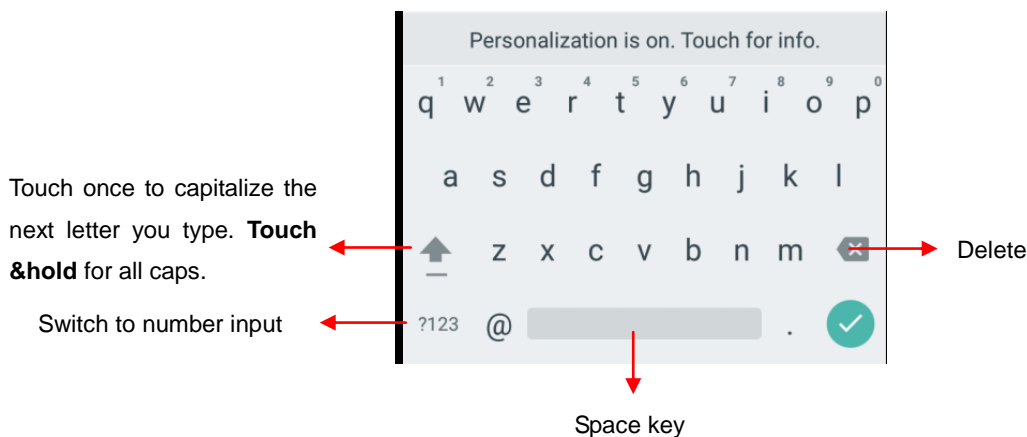 Personalization is on. Touch for info.
1 2 3 4 5 6 7 8 9 0
q w e r t y u i o p
a s d f g h j k l
Touch once to capitalize the
next letter you type. Touch
&hold for all caps.
z x c v b n m
Delete
Switch to number input
?123 @ .
Space key